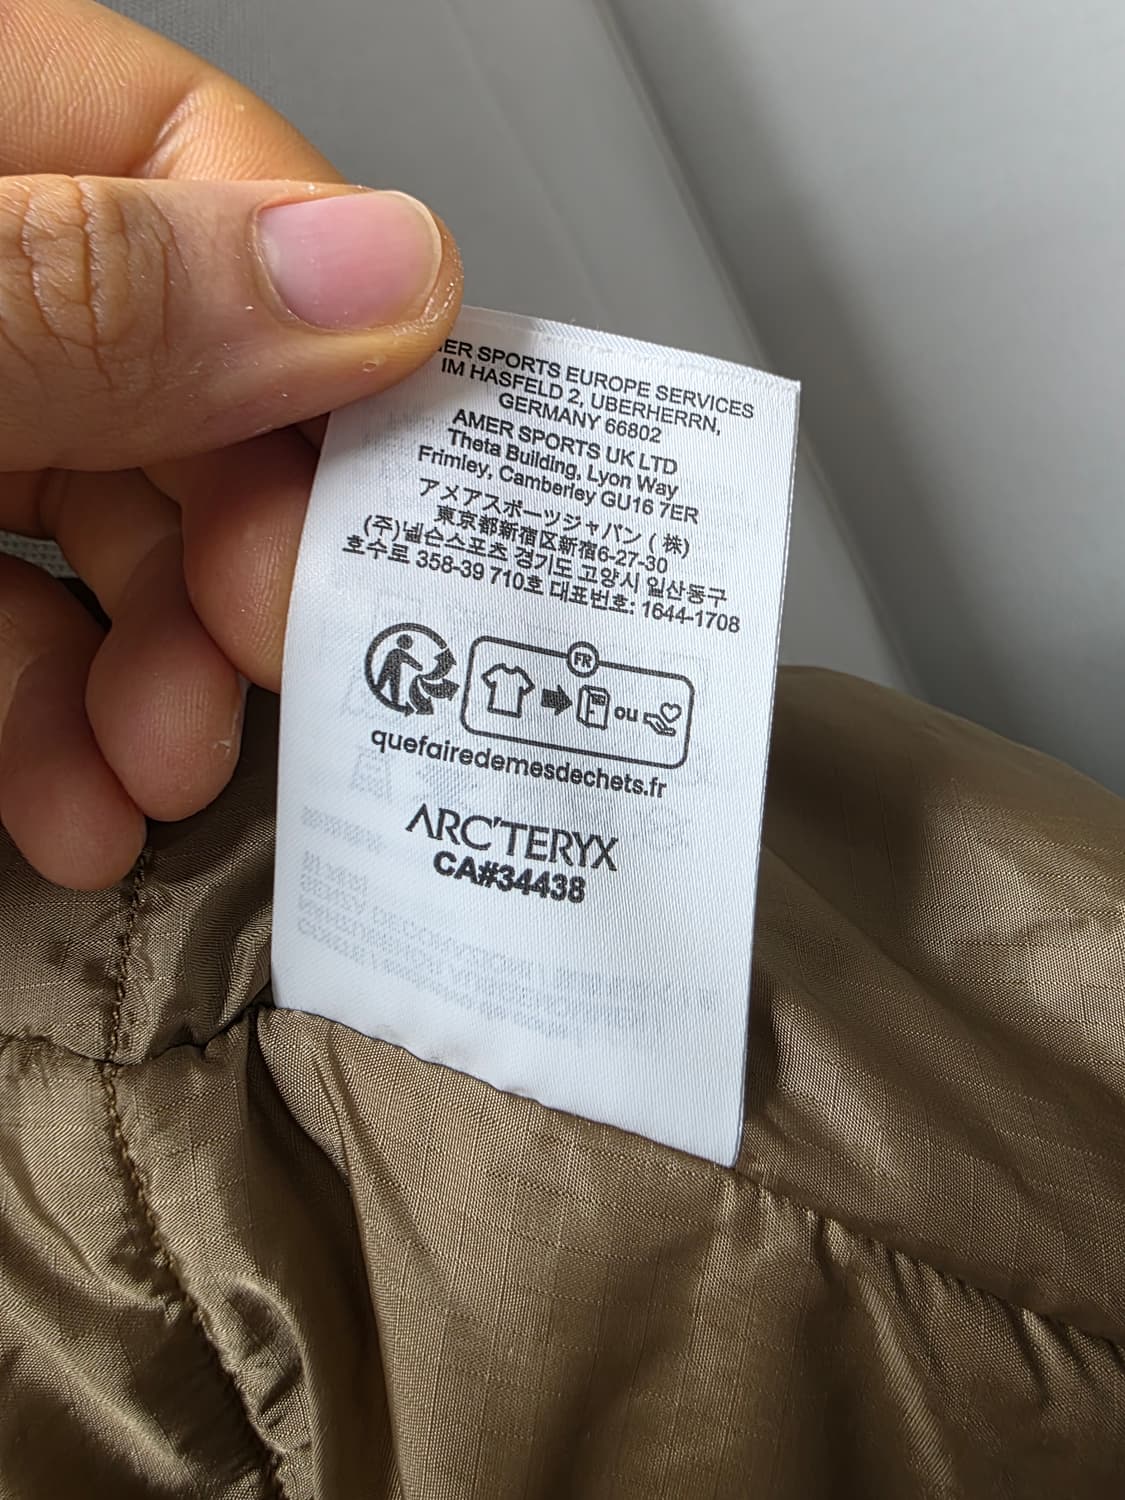 ER SPORTS EUROPE SERVICES
IM HASFELD 2, UBERHERRN,
GERMANY 66802
AMER SPORTS UK LTD
Theta Building, Lyon Way
Frimley, Camberley GU16 7ER
アメアスポーツジャパン (株)
東京都新宿区新宿6-27-30
(주)넬슨스포츠 경기도 고양시 일산동구
호수로 358-39 710호 대표번호: 1644-1708
FR
ou
quefairedemesdechets.fr
ARC'TERYX
CA#34438